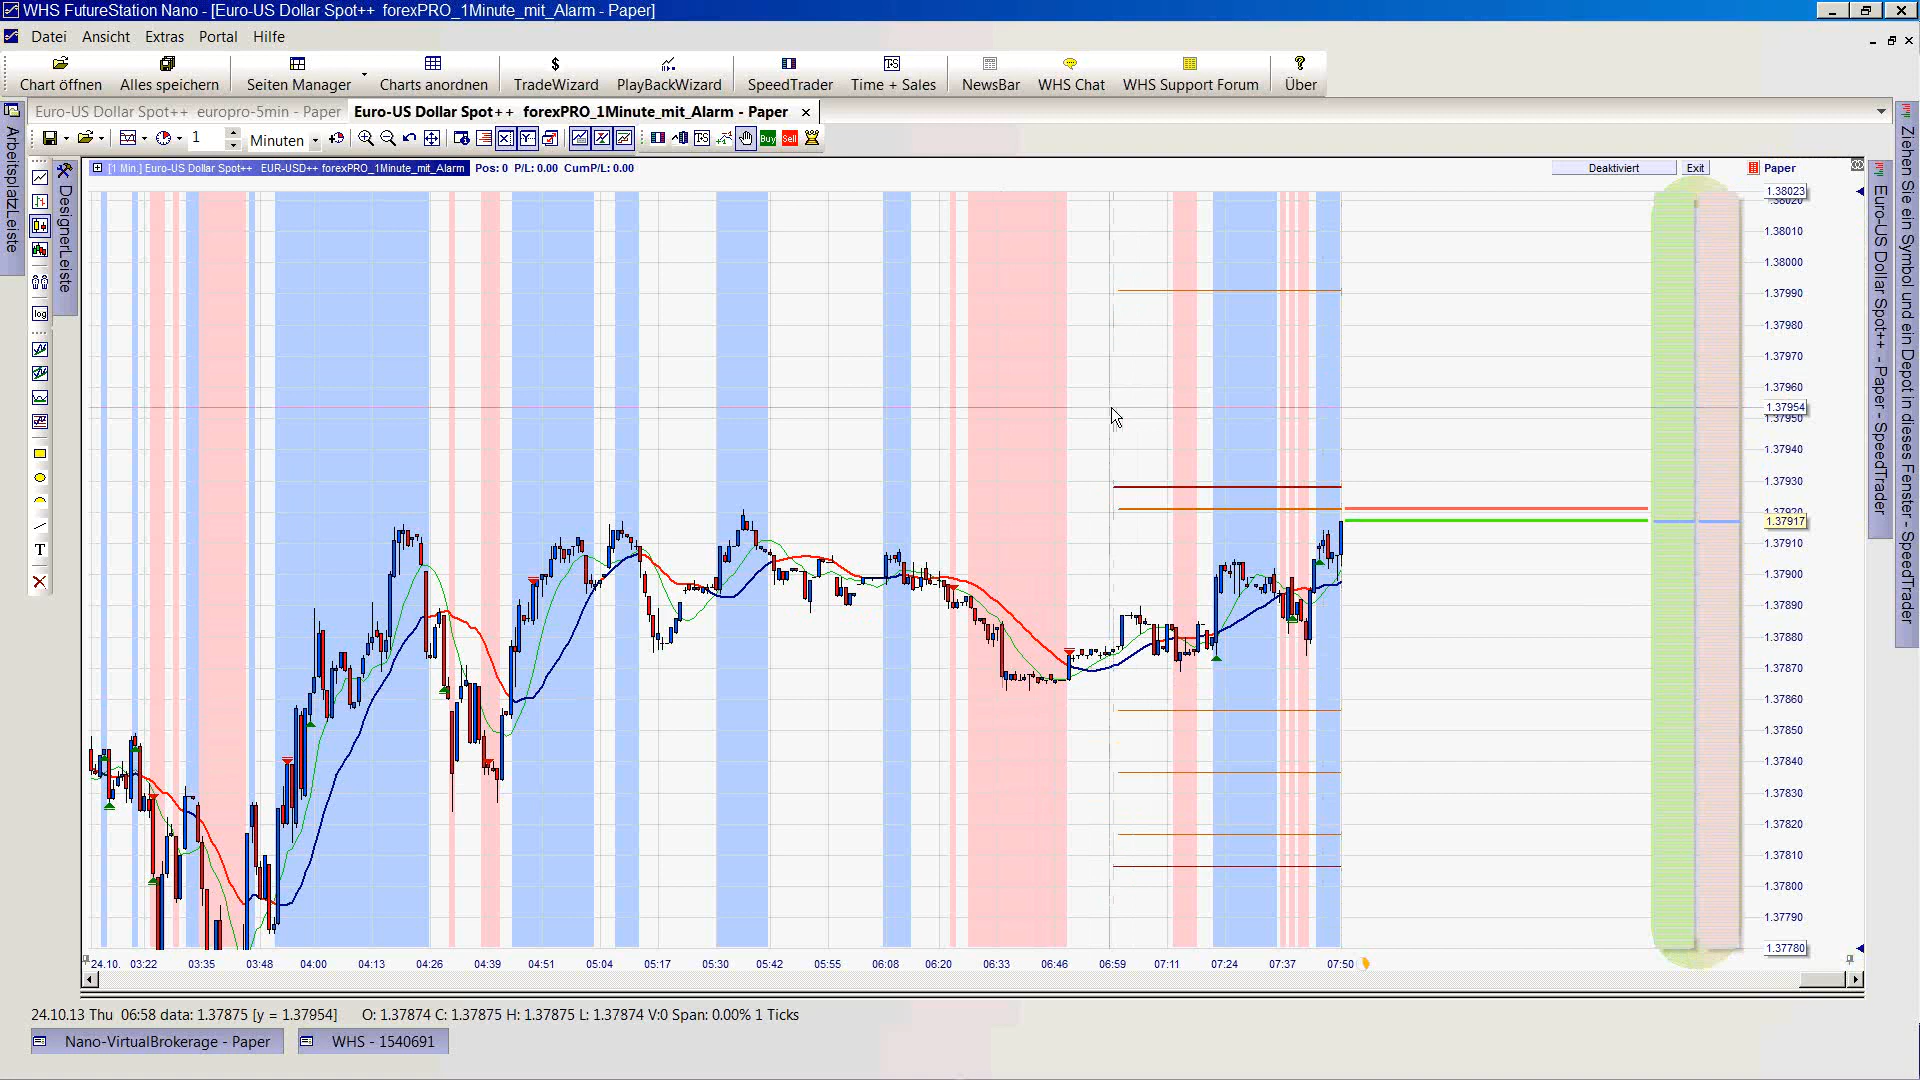 WHS FutureStation Nano - [Euro-US Dollar Spot++ forexPRO_1Minute_mit_Alarm - Paper]
Datei Ansicht Extras Portal Hilfe
Chart öffnen Alles speichern Seiten Manager Charts anordnen TradeWizard PlayBackWizard SpeedTrader Time + Sales NewsBar WHS Chat WHS Support Forum Über
Euro-US Dollar Spot++ europro-5min - Paper Euro-US Dollar Spot++ forexPRO_1Minute_mit_Alarm - Paper
1 Minuten T·S Buy Sell
[1 Min.] Euro-US Dollar Spot++ EUR-USD++ forexPRO_1Minute_mit_Alarm Pos: 0 P/L: 0.00 CumP/L: 0.00 Deaktiviert Exit Paper
ArbeitsplatzLeiste
DesignerLeiste
log
T
1.38023
1.38020
1.38010
1.38000
1.37990
1.37980
1.37970
1.37960
1.37954
1.37950
1.37940
1.37930
1.37920
1.37917
1.37910
1.37900
1.37890
1.37880
1.37870
1.37860
1.37850
1.37840
1.37830
1.37820
1.37810
1.37800
1.37790
1.37780
Euro-US Dollar Spot++ - Paper - SpeedTrader
Ziehen Sie ein Symbol und ein Depot in dieses Fenster - SpeedTrader
24.10. 03:22 03:35 03:48 04:00 04:13 04:26 04:39 04:51 05:04 05:17 05:30 05:42 05:55 06:08 06:20 06:33 06:46 06:59 07:11 07:24 07:37 07:50
24.10.13 Thu 06:58 data: 1.37875 [y = 1.37954] O: 1.37874 C: 1.37875 H: 1.37875 L: 1.37874 V:0 Span: 0.00% 1 Ticks
Nano-VirtualBrokerage - Paper WHS - 1540691